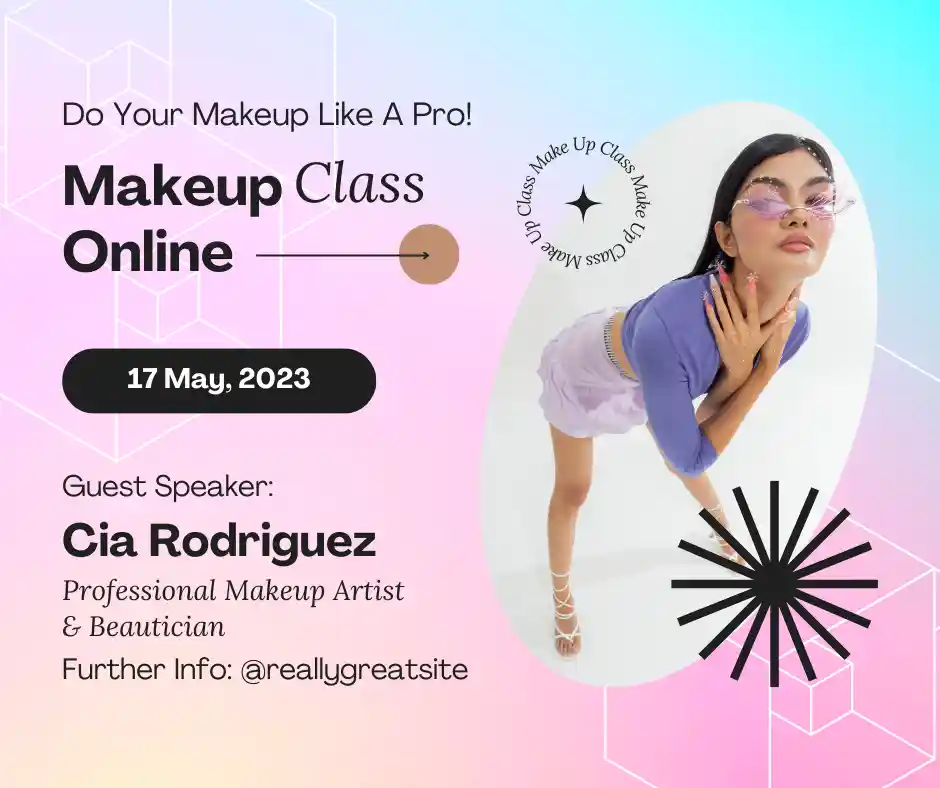 Do Your Makeup Like A Pro!
Makeup Class
Online
Make Up Class Make Up Class Make Up Class
17 May, 2023
Guest Speaker:
Cia Rodriguez
Professional Makeup Artist
& Beautician
Further Info: @reallygreatsite